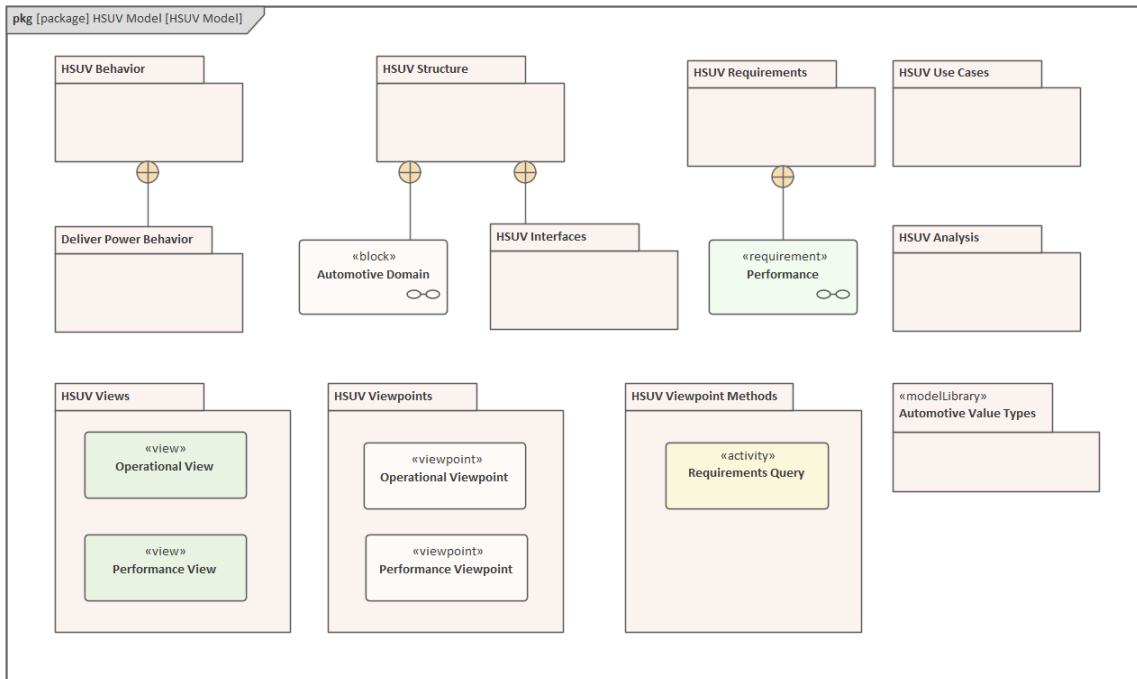 pkg [package] HSUV Model [HSUV Model]
HSUV Behavior
HSUV Structure
HSUV Requirements
HSUV Use Cases
Deliver Power Behavior
«block»
Automotive Domain
HSUV Interfaces
«requirement»
Performance
HSUV Analysis
HSUV Views
«view»
Operational View
«view»
Performance View
HSUV Viewpoints
«viewpoint»
Operational Viewpoint
«viewpoint»
Performance Viewpoint
HSUV Viewpoint Methods
«activity»
Requirements Query
«modelLibrary»
Automotive Value Types